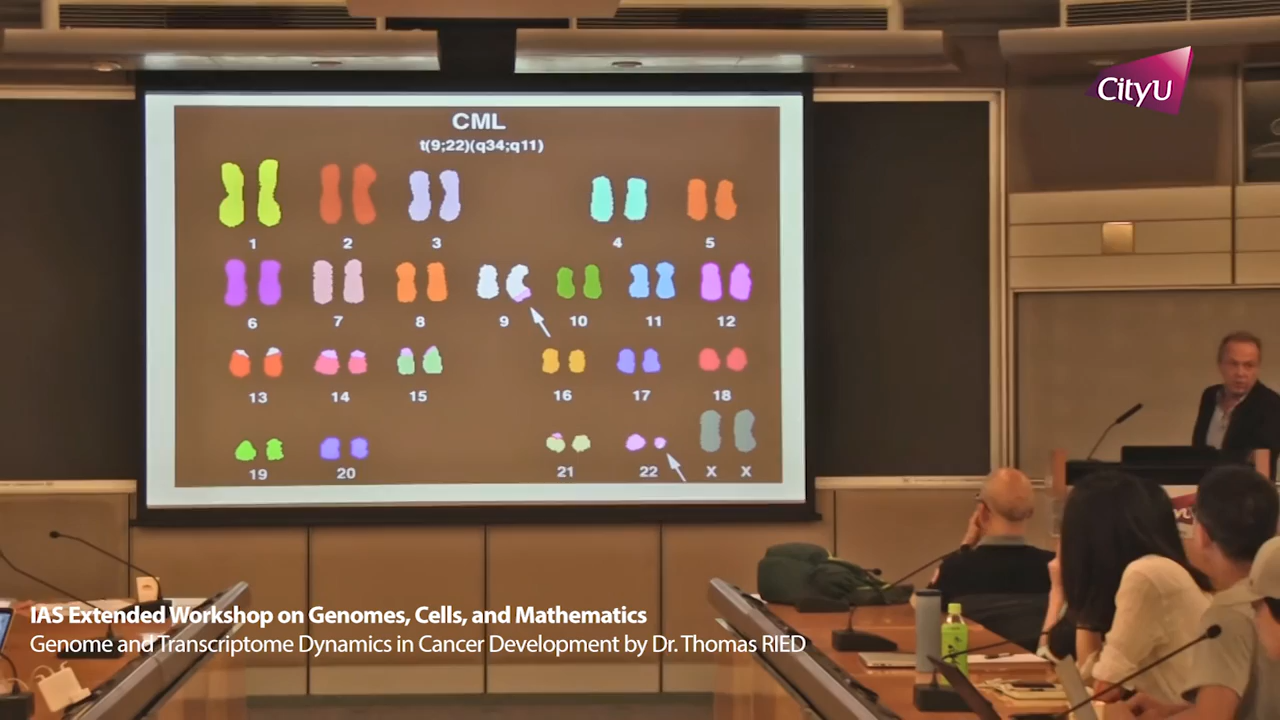 CityU
CML
t(9;22)(q34;q11)
1 2 3 4 5
6 7 8 9 10 11 12
13 14 15 16 17 18
19 20 21 22 X X
IAS Extended Workshop on Genomes, Cells, and Mathematics
Genome and Transcriptome Dynamics in Cancer Development by Dr. Thomas RIED